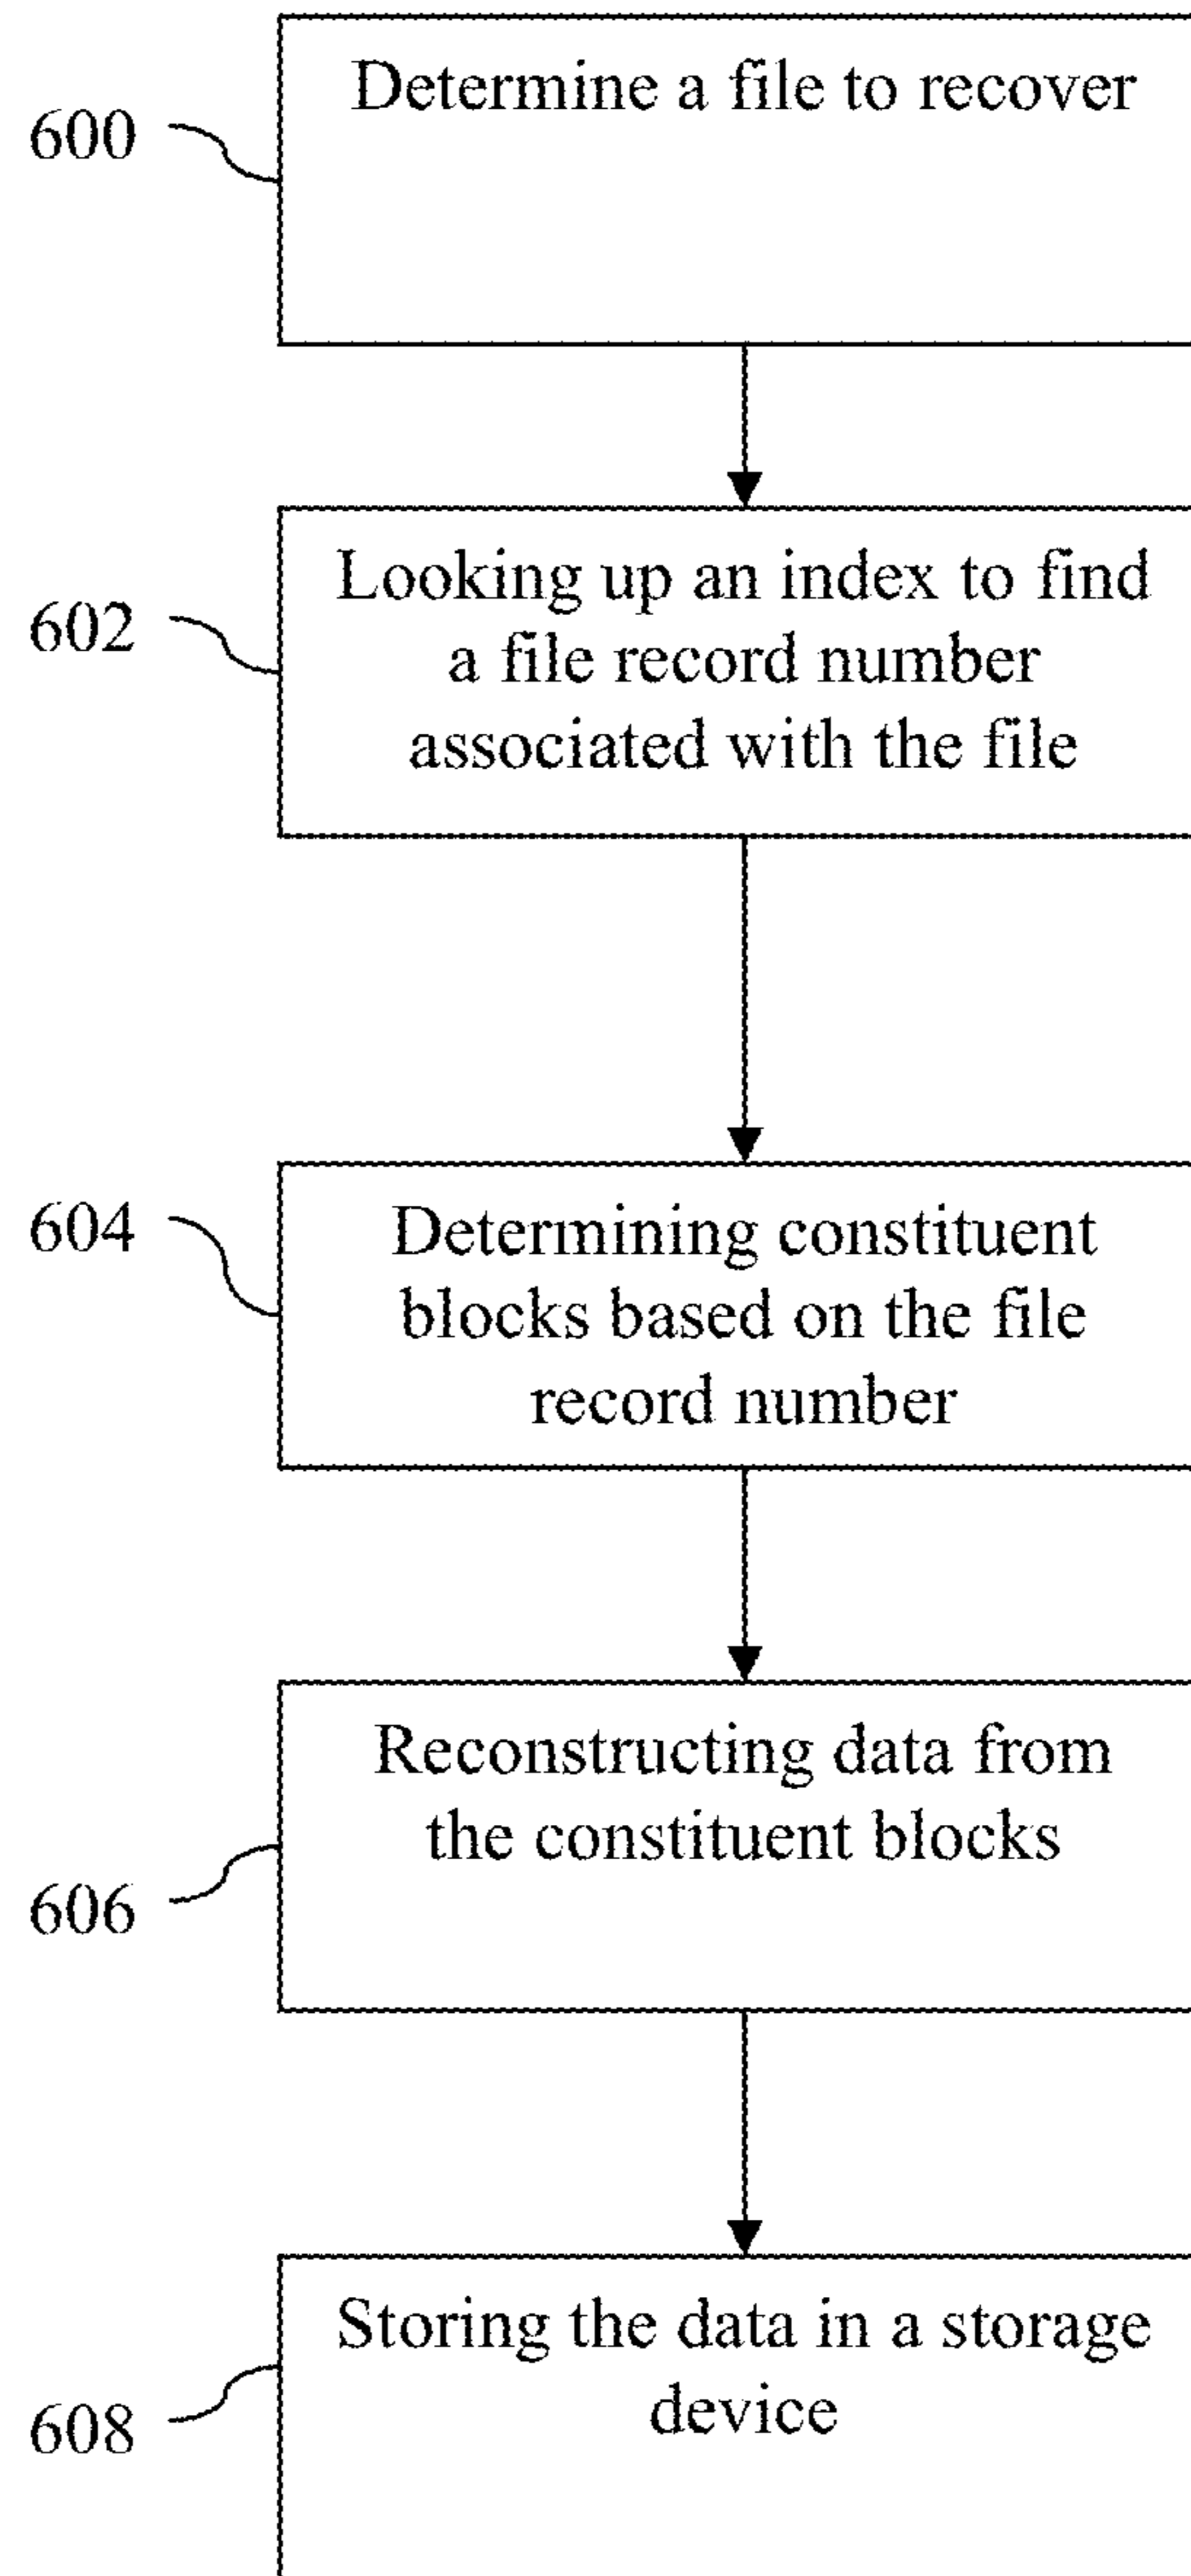 Determine a file to recover
600
Looking up an index to find
a file record number
associated with the file
602
Determining constituent
blocks based on the file
record number
604
Reconstructing data from
the constituent blocks
606
Storing the data in a storage
device
608